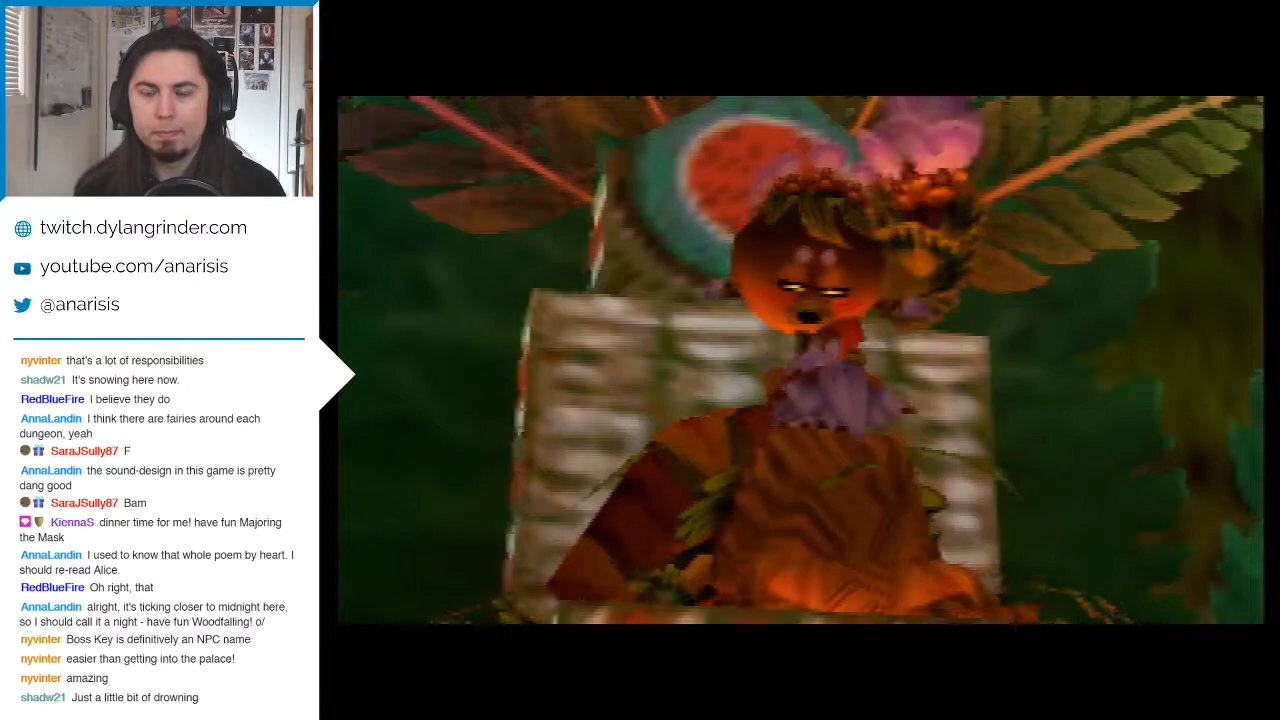 twitch.dylangrinder.com
youtube.com/anarisis
@anarisis
nyvinter that's a lot of responsibilities
shadw21 It's snowing here now.
RedBlueFire I believe they do
AnnaLandin I think there are fairies around each
dungeon, yeah
SaraJSully87 F
AnnaLandin the sound-design in this game is pretty
dang good
SaraJSully87 Bam
KiennaS dinner time for me! have fun Majoring
the Mask
AnnaLandin I used to know that whole poem by heart. I
should re-read Alice.
RedBlueFire Oh right, that
AnnaLandin alright, it's ticking closer to midnight here,
so I should call it a night - have fun Woodfalling! o/
nyvinter Boss Key is definitively an NPC name
nyvinter easier than getting into the palace!
nyvinter amazing
shadw21 Just a little bit of drowning